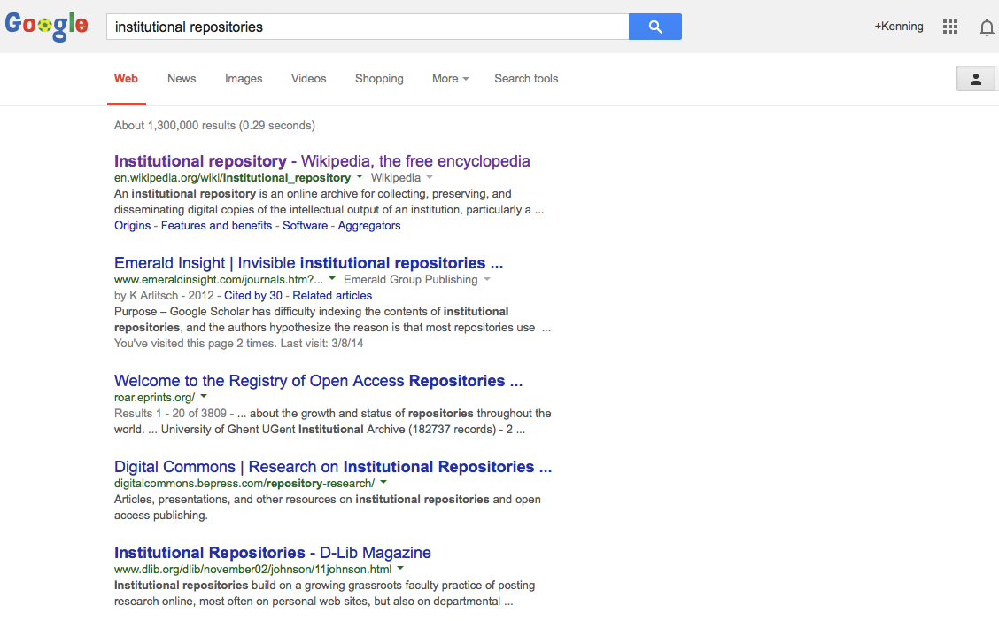 Google
institutional repositories
+Kenning
Web News Images Videos Shopping More Search tools
About 1,300,000 results (0.29 seconds)
Institutional repository - Wikipedia, the free encyclopedia
en.wikipedia.org/wiki/Institutional_repository Wikipedia
An institutional repository is an online archive for collecting, preserving, and
disseminating digital copies of the intellectual output of an institution, particularly a ...
Origins - Features and benefits - Software - Aggregators
Emerald Insight | Invisible institutional repositories ...
www.emeraldinsight.com/journals.htm?... Emerald Group Publishing
by K Arlitsch - 2012 - Cited by 30 - Related articles
Purpose – Google Scholar has difficulty indexing the contents of institutional
repositories, and the authors hypothesize the reason is that most repositories use ...
You've visited this page 2 times. Last visit: 3/8/14
Welcome to the Registry of Open Access Repositories ...
roar.eprints.org/
Results 1 - 20 of 3809 - ... about the growth and status of repositories throughout the
world. ... University of Ghent UGent Institutional Archive (182737 records) - 2 ...
Digital Commons | Research on Institutional Repositories ...
digitalcommons.bepress.com/repository-research/
Articles, presentations, and other resources on institutional repositories and open
access publishing.
Institutional Repositories - D-Lib Magazine
www.dlib.org/dlib/november02/johnson/11johnson.html
Institutional repositories build on a growing grassroots faculty practice of posting
research online, most often on personal web sites, but also on departmental ...